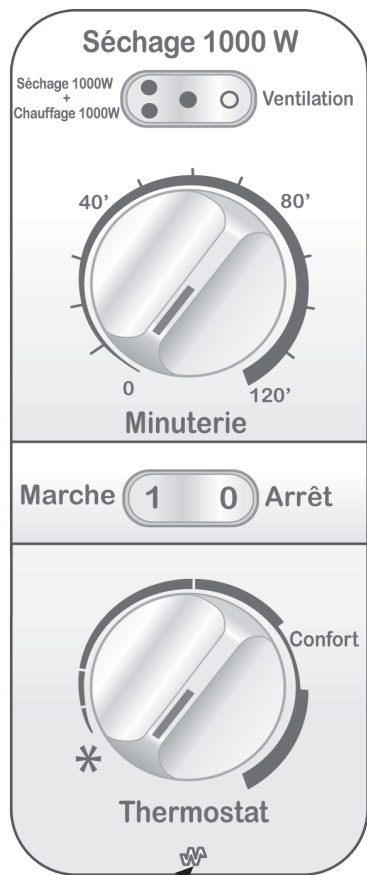 Séchage 1000 W
Séchage 1000W
+
Chauffage 1000W
Ventilation
40'
80'
0
120'
Minuterie
Marche 1 0 Arrêt
Confort
*
Thermostat